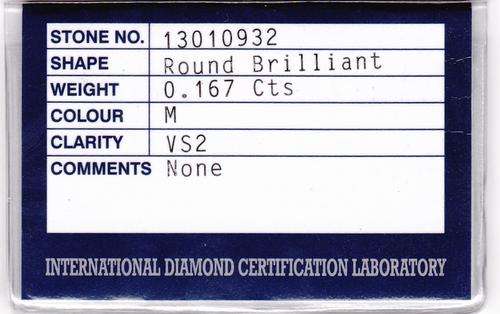 STONE NO. 13010932
SHAPE Round Brilliant
WEIGHT 0.167 Cts
COLOUR M
CLARITY VS2
COMMENTS None
INTERNATIONAL DIAMOND CERTIFICATION LABORATORY